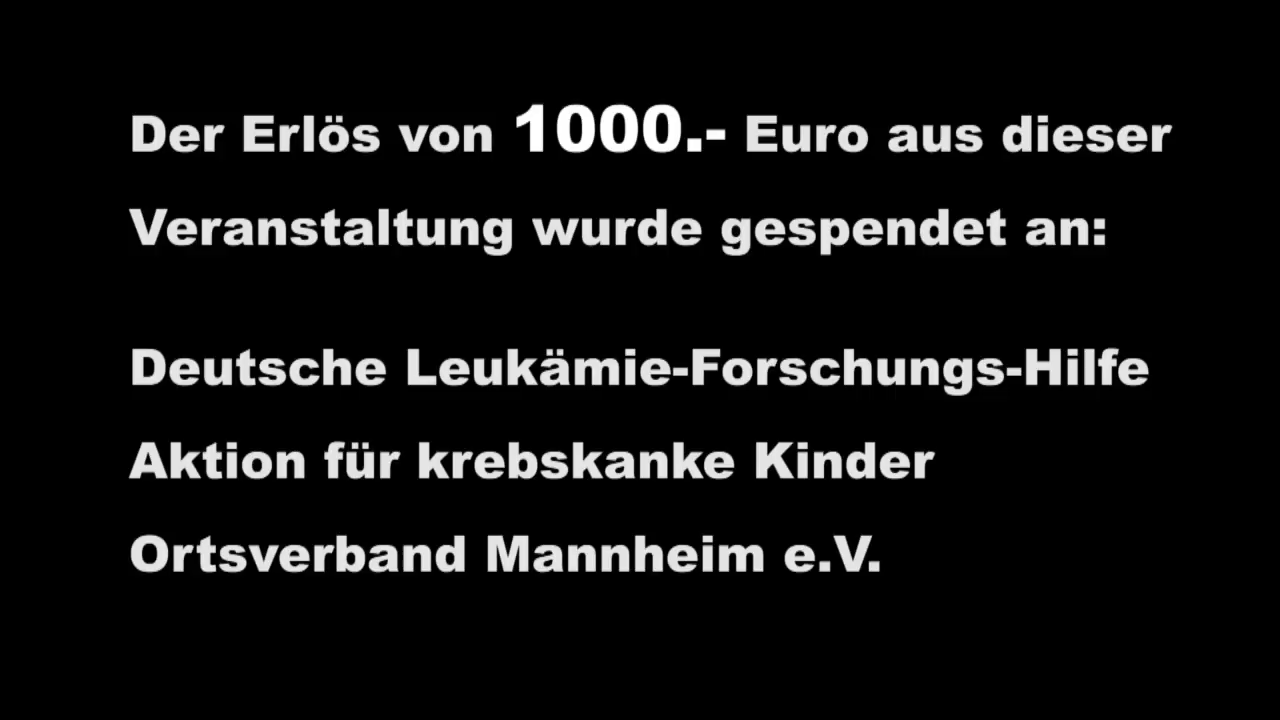 Der Erlös von 1000.- Euro aus dieser
Veranstaltung wurde gespendet an:
Deutsche Leukämie-Forschungs-Hilfe
Aktion für krebskanke Kinder
Ortsverband Mannheim e.V.